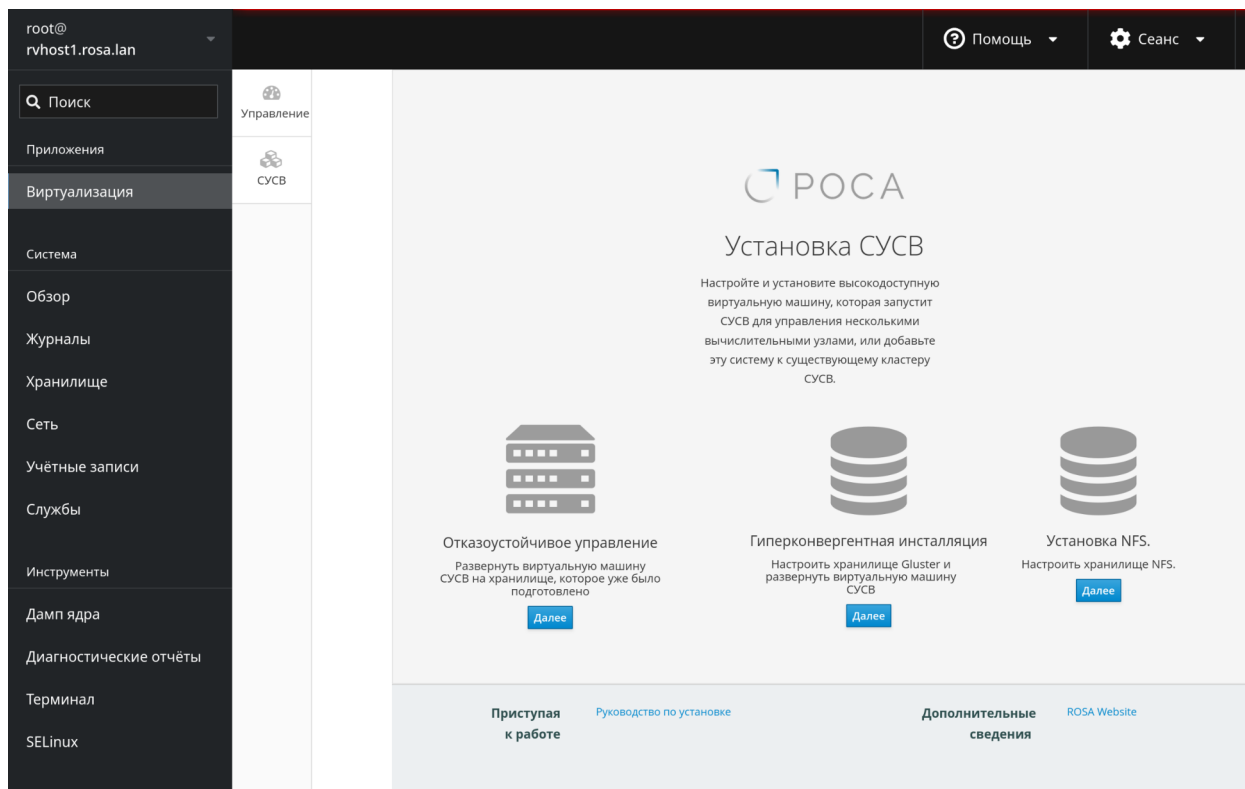 root@
rvhost1.rosa.lan
Помощь
Сеанс
Поиск
Приложения
Виртуализация
Система
Обзор
Журналы
Хранилище
Сеть
Учётные записи
Службы
Инструменты
Дамп ядра
Диагностические отчёты
Терминал
SELinux
Управление
СУСВ
РОСА
Установка СУСВ
Настройте и установите высокодоступную
виртуальную машину, которая запустит
СУСВ для управления несколькими
вычислительными узлами, или добавьте
эту систему к существующему кластеру
СУСВ.
Отказоустойчивое управление
Развернуть виртуальную машину
СУСВ на хранилище, которое уже было
подготовлено
Далее
Гиперконвергентная инсталляция
Настроить хранилище Gluster и
развернуть виртуальную машину
СУСВ
Далее
Установка NFS.
Настроить хранилище NFS.
Далее
Приступая
к работе
Руководство по установке
Дополнительные
сведения
ROSA Website